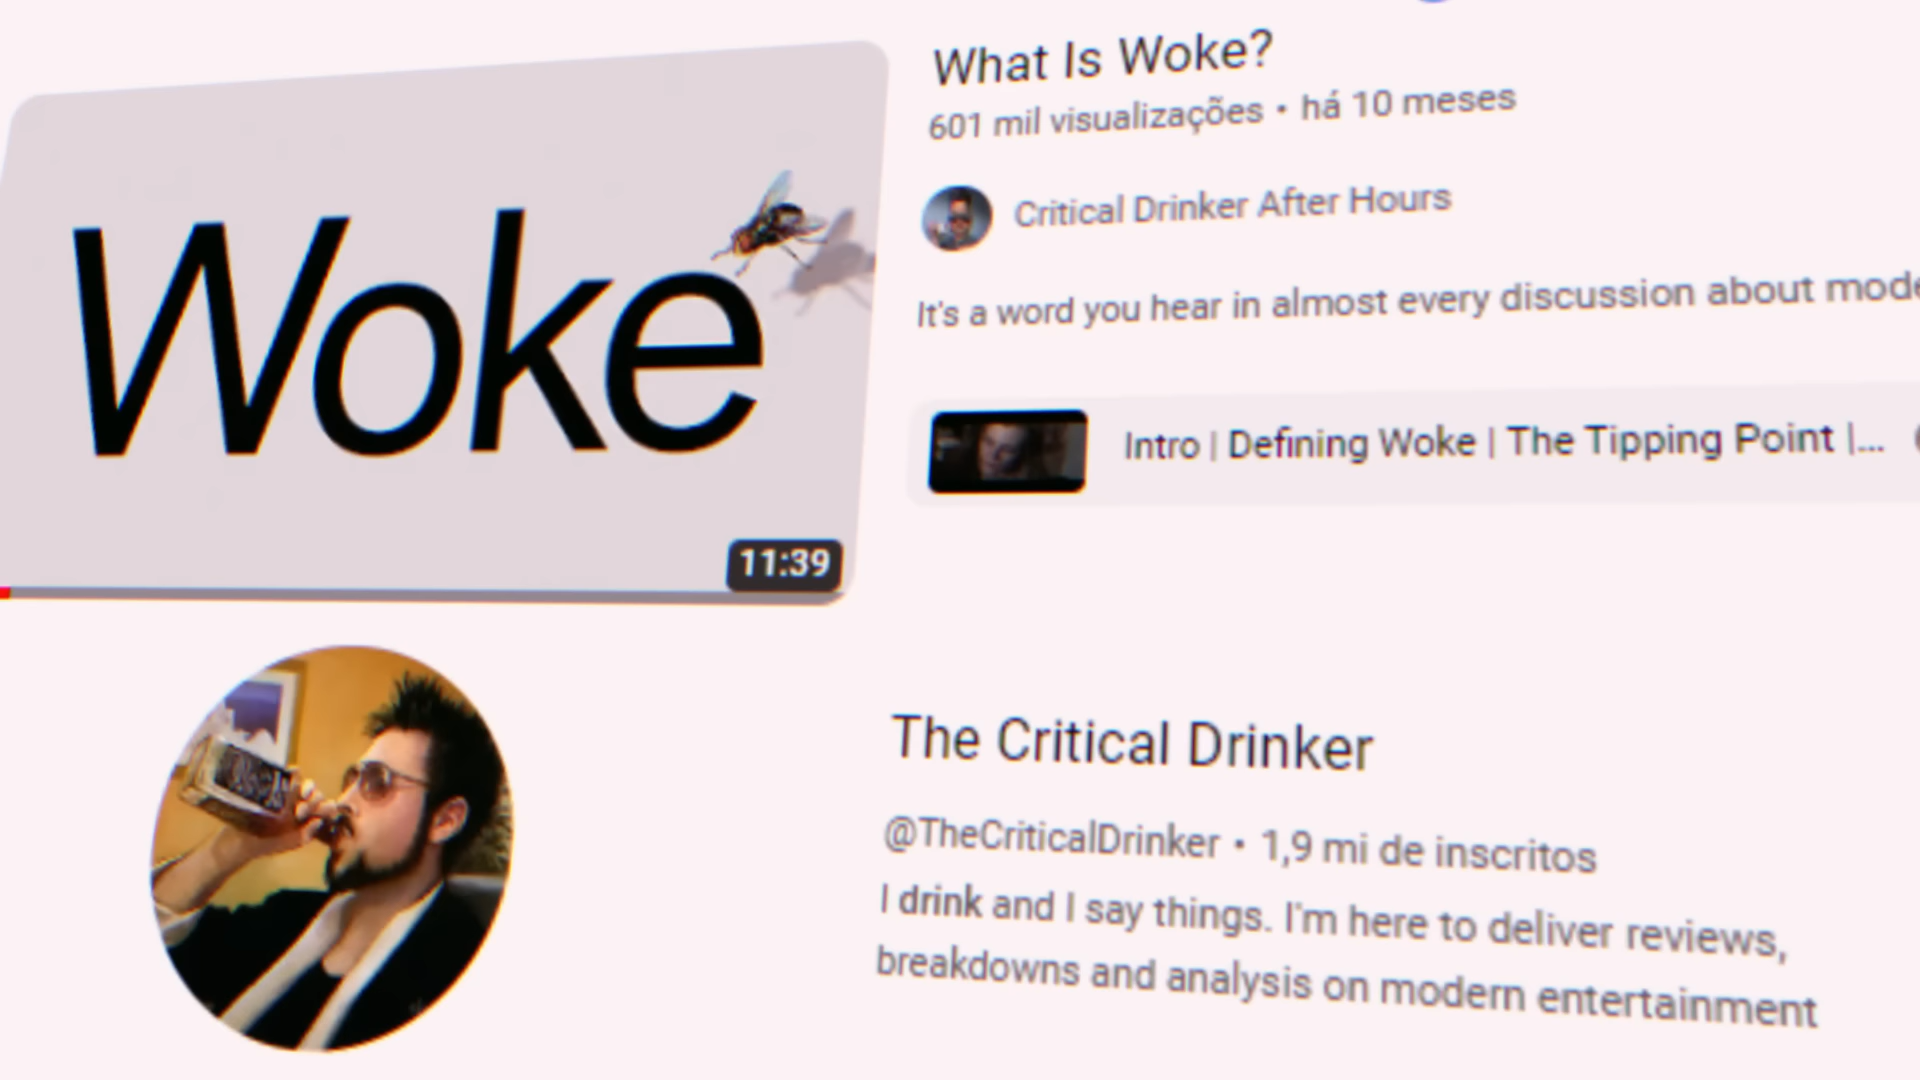 What Is Woke?
601 mil visualizações • há 10 meses
Woke
Critical Drinker After Hours
It's a word you hear in almost every discussion about mode
Intro | Defining Woke | The Tipping Point |...
11:39
The Critical Drinker
@TheCriticalDrinker • 1,9 mi de inscritos
I drink and I say things. I'm here to deliver reviews,
breakdowns and analysis on modern entertainment